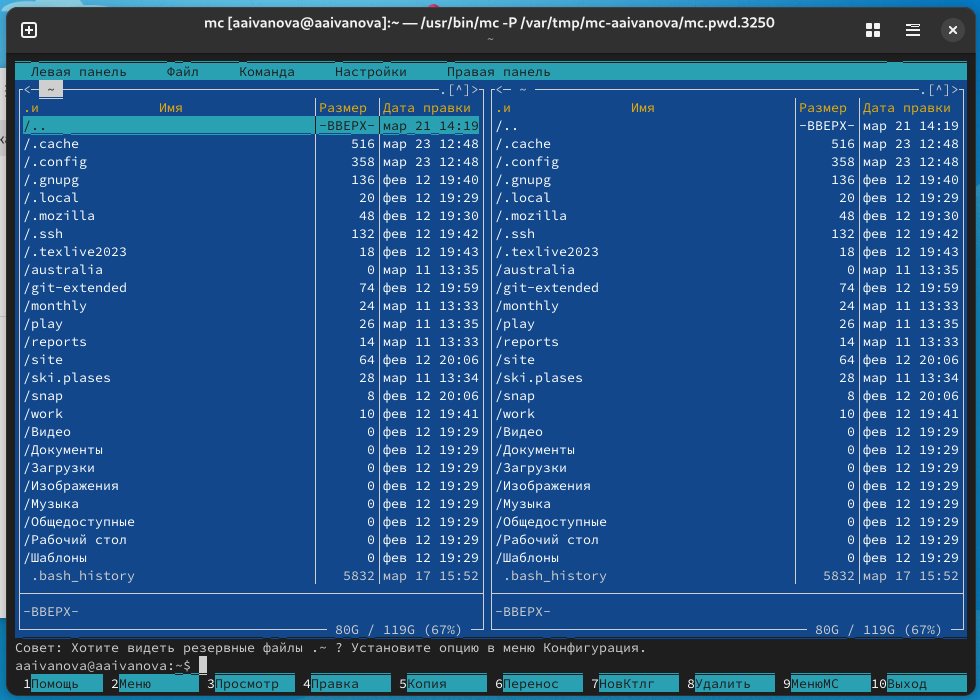 mc [aaivanova@aaivanova]:~ — /usr/bin/mc -P /var/tmp/mc-aaivanova/mc.pwd.3250
~
Левая панель Файл Команда Настройки Правая панель
<— ~ .[^]> <— ~ .[^]>
.и Имя Размер Дата правки .и Имя Размер Дата правки
/.. -ВВЕРХ- мар 21 14:19 /.. -ВВЕРХ- мар 21 14:19
/.cache 516 мар 23 12:48 /.cache 516 мар 23 12:48
/.config 358 мар 23 12:48 /.config 358 мар 23 12:48
/.gnupg 136 фев 12 19:40 /.gnupg 136 фев 12 19:40
/.local 20 фев 12 19:29 /.local 20 фев 12 19:29
/.mozilla 48 фев 12 19:30 /.mozilla 48 фев 12 19:30
/.ssh 132 фев 12 19:42 /.ssh 132 фев 12 19:42
/.texlive2023 18 фев 12 19:43 /.texlive2023 18 фев 12 19:43
/australia 0 мар 11 13:35 /australia 0 мар 11 13:35
/git-extended 74 фев 12 19:59 /git-extended 74 фев 12 19:59
/monthly 24 мар 11 13:33 /monthly 24 мар 11 13:33
/play 26 мар 11 13:35 /play 26 мар 11 13:35
/reports 14 мар 11 13:33 /reports 14 мар 11 13:33
/site 64 фев 12 20:06 /site 64 фев 12 20:06
/ski.plases 28 мар 11 13:34 /ski.plases 28 мар 11 13:34
/snap 8 фев 12 20:06 /snap 8 фев 12 20:06
/work 10 фев 12 19:41 /work 10 фев 12 19:41
/Видео 0 фев 12 19:29 /Видео 0 фев 12 19:29
/Документы 0 фев 12 19:29 /Документы 0 фев 12 19:29
/Загрузки 0 фев 12 19:29 /Загрузки 0 фев 12 19:29
/Изображения 0 фев 12 19:29 /Изображения 0 фев 12 19:29
/Музыка 0 фев 12 19:29 /Музыка 0 фев 12 19:29
/Общедоступные 0 фев 12 19:29 /Общедоступные 0 фев 12 19:29
/Рабочий стол 0 фев 12 19:29 /Рабочий стол 0 фев 12 19:29
/Шаблоны 0 фев 12 19:29 /Шаблоны 0 фев 12 19:29
.bash_history 5832 мар 17 15:52 .bash_history 5832 мар 17 15:52
-ВВЕРХ- -ВВЕРХ-
80G / 119G (67%) 80G / 119G (67%)
Совет: Хотите видеть резервные файлы .~ ? Установите опцию в меню Конфигурация.
aaivanova@aaivanova:~$
1Помощь 2Меню 3Просмотр 4Правка 5Копия 6Перенос 7НовКтлг 8Удалить 9МенюМС 10Выход